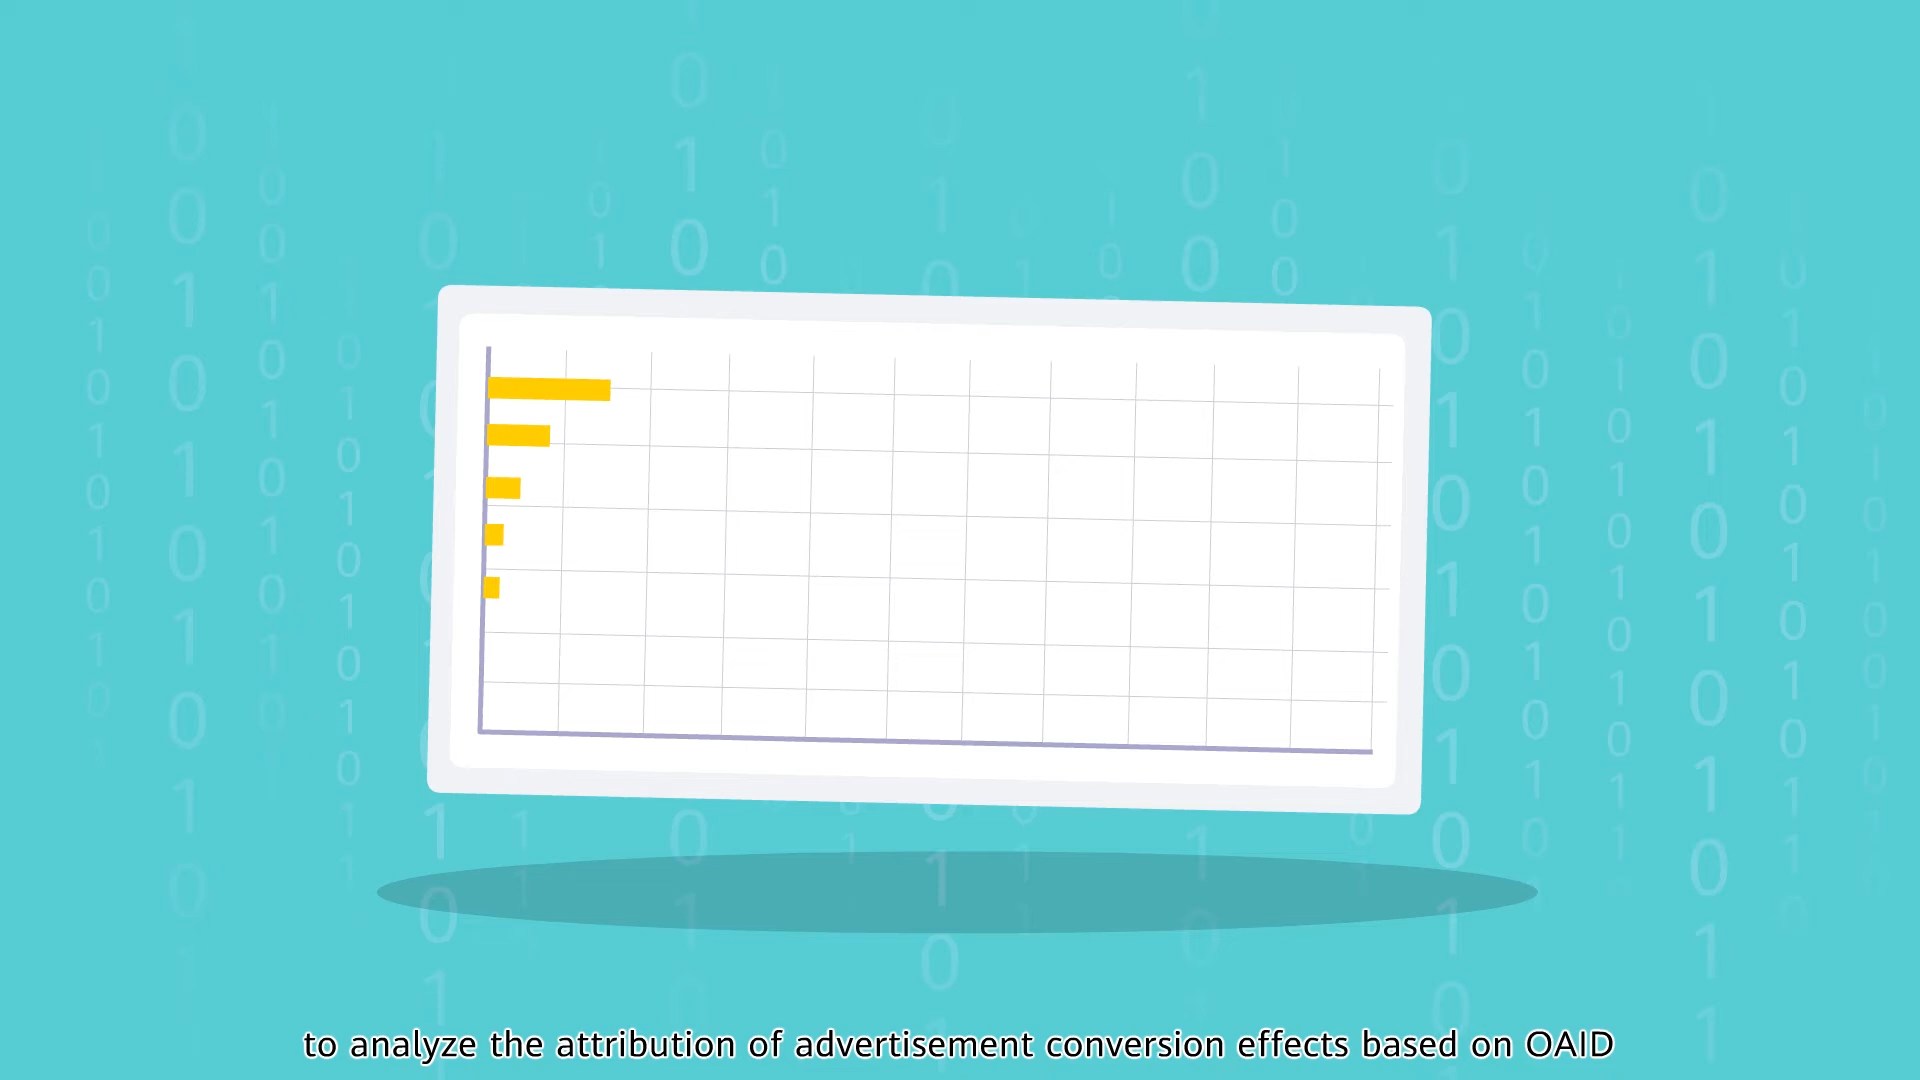 to analyze the attribution of advertisement conversion effects based on OAID